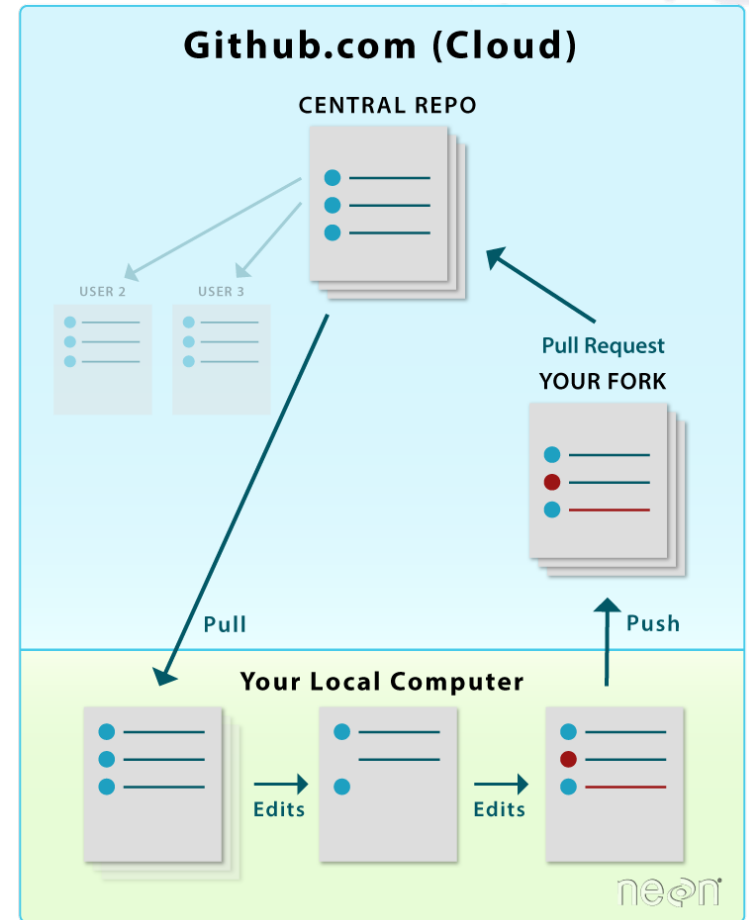 Github.com (Cloud)
CENTRAL REPO
USER 2
USER 3
Pull Request
YOUR FORK
Pull
Push
Your Local Computer
Edits
Edits
neon